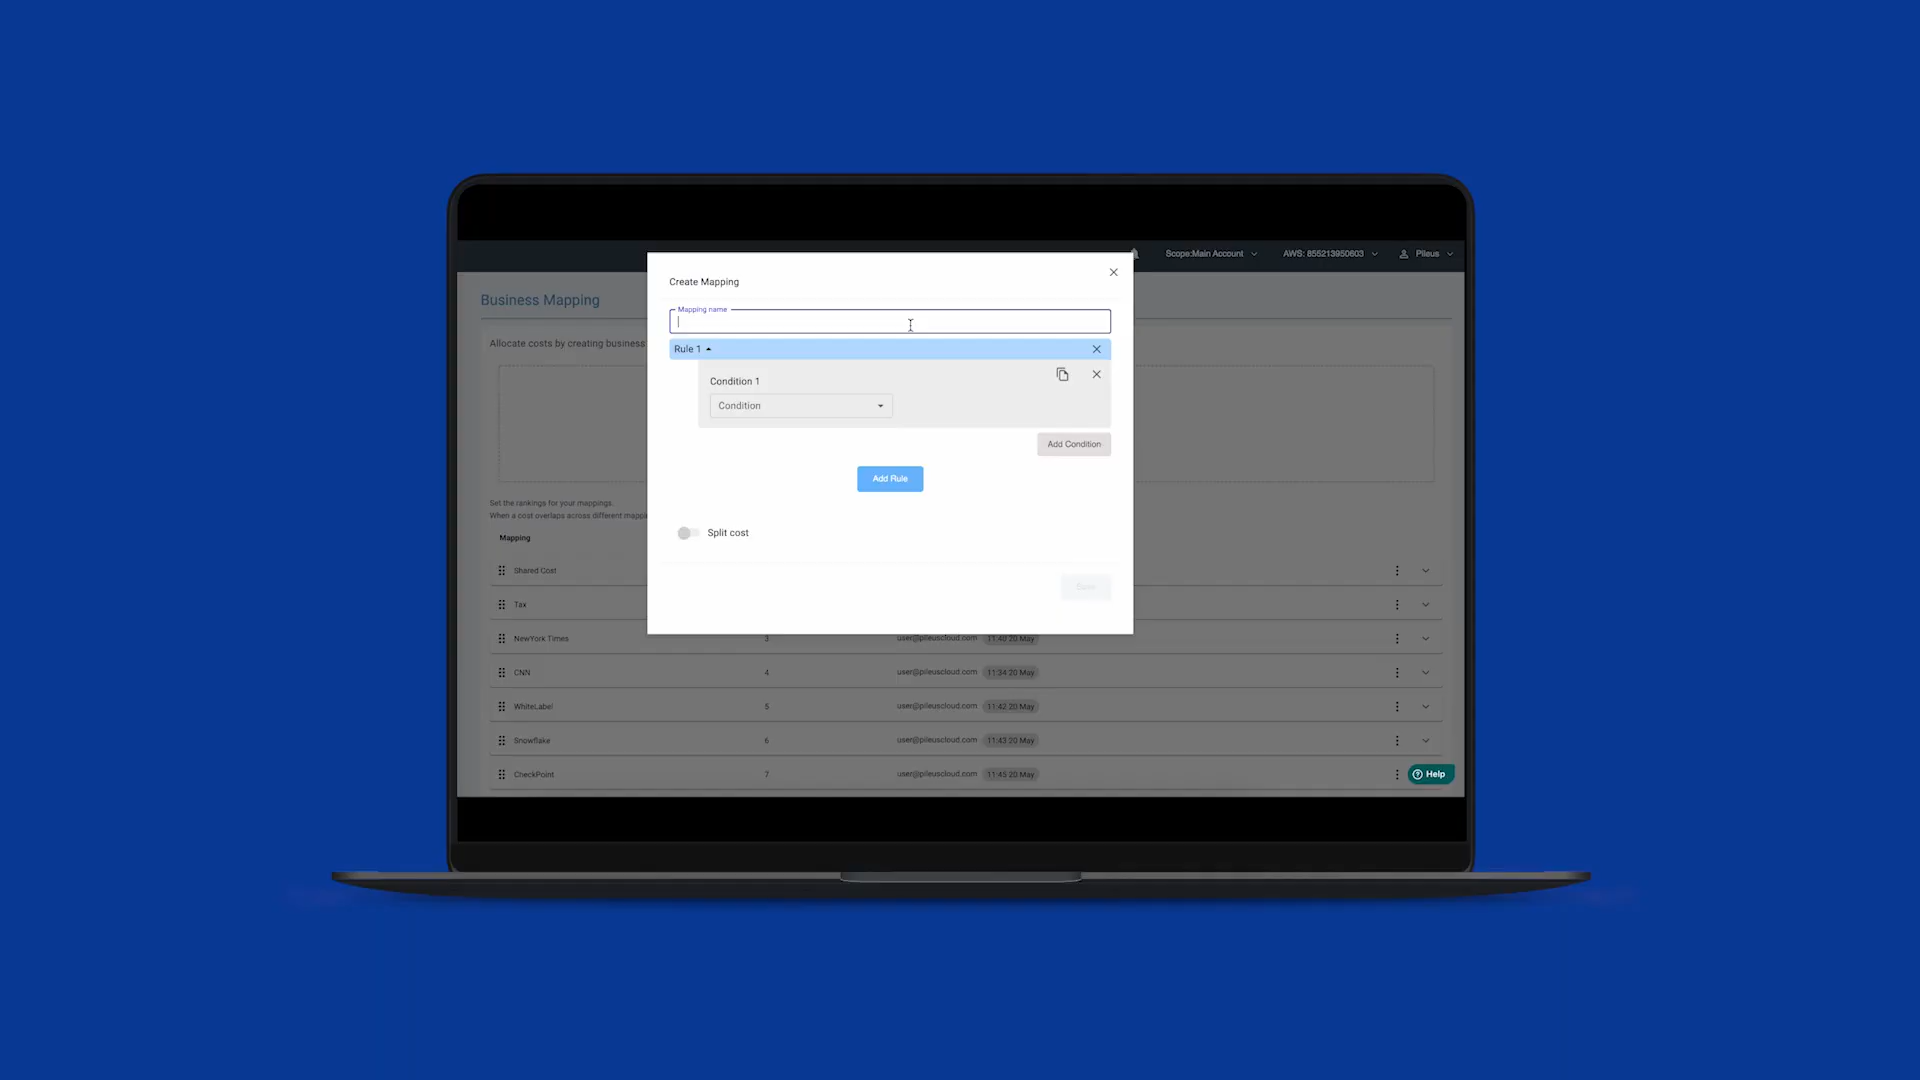 Scope:Main Account
AWS: 855213950603
Pileus
Business Mapping
Allocate costs by creating business
Create Mapping
Mapping name
Rule 1
Condition 1
Condition
Add Condition
Add Rule
Split cost
Save
Set the rankings for your mappings.
When a cost overlaps across different mappi
Mapping
Shared Cost
Tax
NewYork Times 3 user@pileuscloud.com 11:40 20 May
CNN 4 user@pileuscloud.com 11:34 20 May
WhiteLabel 5 user@pileuscloud.com 11:42 20 May
Snowflake 6 user@pileuscloud.com 11:43 20 May
CheckPoint 7 user@pileuscloud.com 11:45 20 May
Help